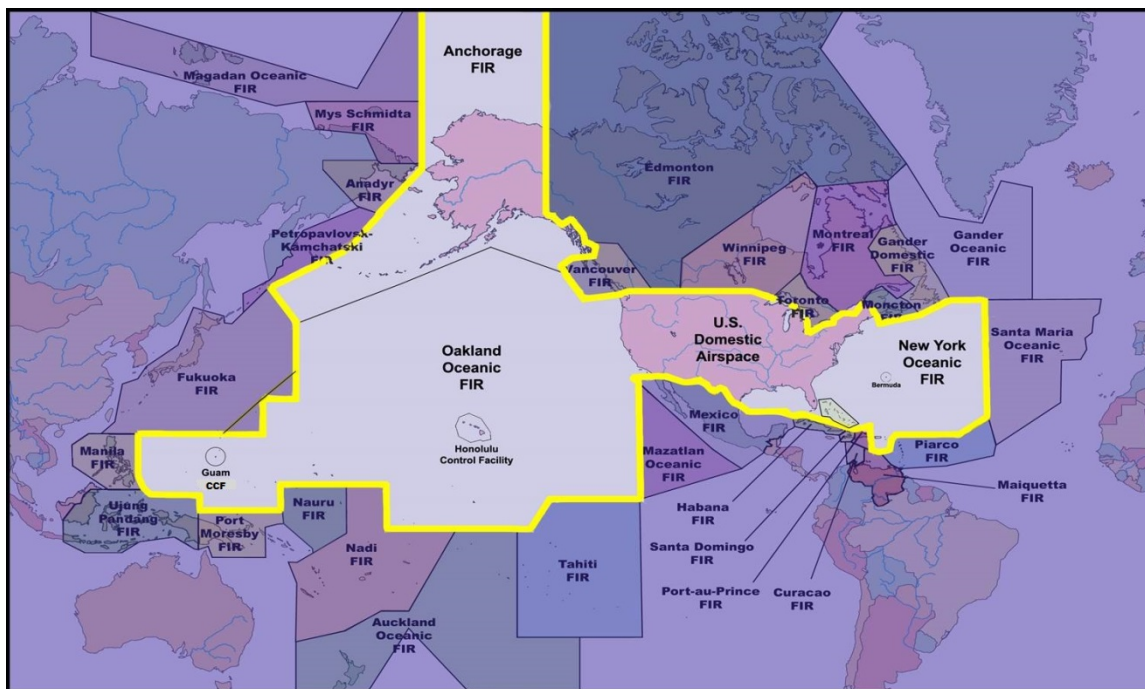 Anchorage
FIR
Magadan Oceanic
FIR
Mys Schmidta
FIR
Anadyr
FIR
Edmonton
FIR
Petropavlovsk-
Kamchatski
FIR
Winnipeg
FIR
Montreal
FIR
Gander
Domestic
FIR
Gander
Oceanic
FIR
Vancouver
FIR
Toronto
FIR
Moncton
FIR
U.S.
Domestic
Airspace
New York
Oceanic
FIR
Bermuda
Santa Maria
Oceanic
FIR
Oakland
Oceanic
FIR
Fukuoka
FIR
Mexico
FIR
Honolulu
Control Facility
Mazatlan
Oceanic
FIR
Piarco
FIR
Manila
FIR
Guam
CCF
Maiquetta
FIR
Ujung
Pandang
FIR
Port
Moresby
FIR
Nauru
FIR
Habana
FIR
Nadi
FIR
Santa Domingo
FIR
Tahiti
FIR
Port-au-Prince
FIR
Curacao
FIR
Auckland
Oceanic
FIR